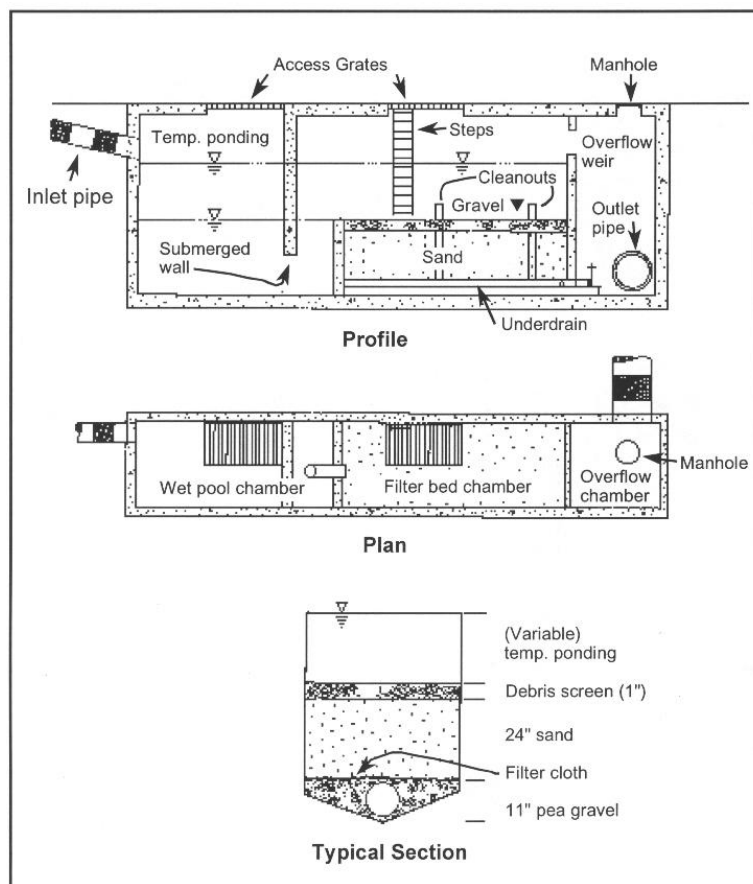 Access Grates
Manhole
Temp. ponding
Steps
Overflow
weir
Inlet pipe
Cleanouts
Gravel
Outlet
pipe
Submerged
wall
Sand
Underdrain
Profile
Wet pool chamber
Filter bed chamber
Overflow
chamber
Manhole
Plan
(Variable)
temp. ponding
Debris screen (1")
24" sand
Filter cloth
11" pea gravel
Typical Section